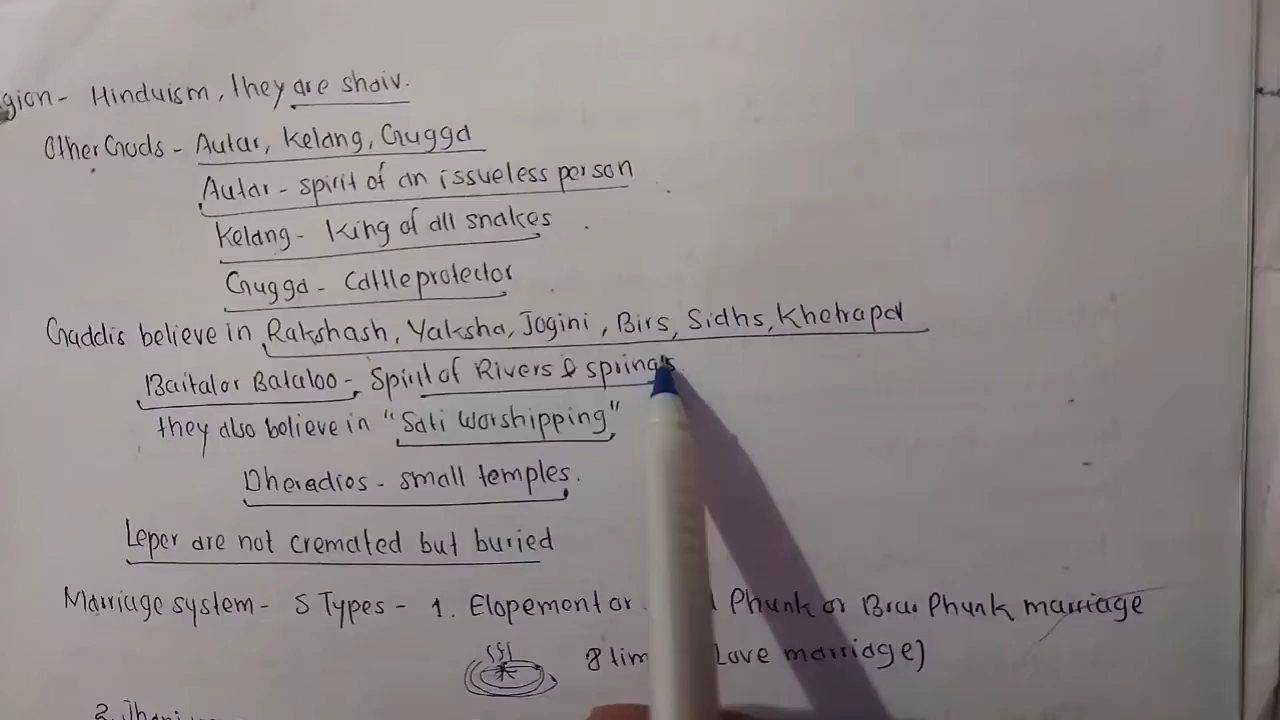 gion- Hinduism, they are shaiv.
Other Gods - Autar, Kelang, Gugga
Autar - spirit of an issueless person
Kelang- King of all snakes
Gugga - Cattle protector
Gaddis believe in Rakshash, Yaksha, Jogini, Birs, Sidhs, Khetrapal
Baital or Bataloo -, Spirit of Rivers & springs.
they also believe in "Sati Worshipping"
Dheradios - small temples.
Leper are not cremated but buried
Marriage system - 5 Types - 1. Elopement or Phunk or Brar Phunk marriage
8 Love marriage)
2.